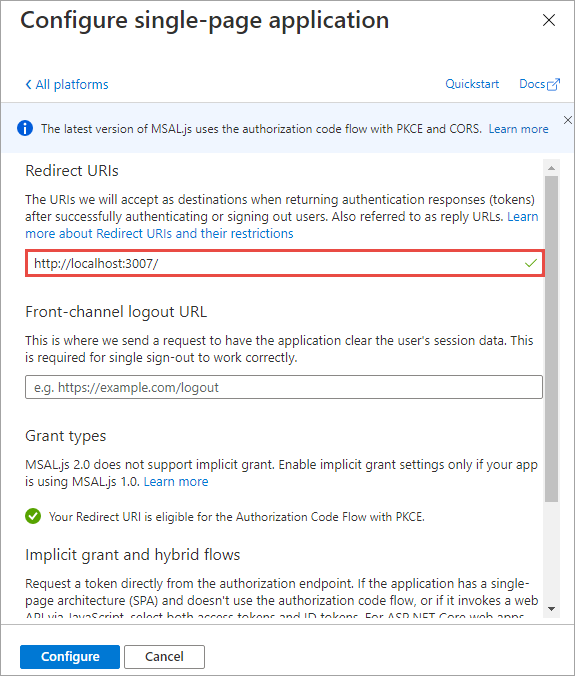 Configure single-page application
All platforms
Quickstart
Docs
The latest version of MSAL.js uses the authorization code flow with PKCE and CORS. Learn more
Redirect URIs
The URIs we will accept as destinations when returning authentication responses (tokens)
after successfully authenticating or signing out users. Also referred to as reply URLs. Learn
more about Redirect URIs and their restrictions
http://localhost:3007/
Front-channel logout URL
This is where we send a request to have the application clear the user's session data. This
is required for single sign-out to work correctly.
e.g. https://example.com/logout
Grant types
MSAL.js 2.0 does not support implicit grant. Enable implicit grant settings only if your app
is using MSAL.js 1.0. Learn more
Your Redirect URI is eligible for the Authorization Code Flow with PKCE.
Implicit grant and hybrid flows
Request a token directly from the authorization endpoint. If the application has a single-
page architecture (SPA) and doesn't use the authorization code flow, or if it invokes a web
API via JavaScript, select both access tokens and ID tokens. For ASP.NET Core web apps
Configure
Cancel